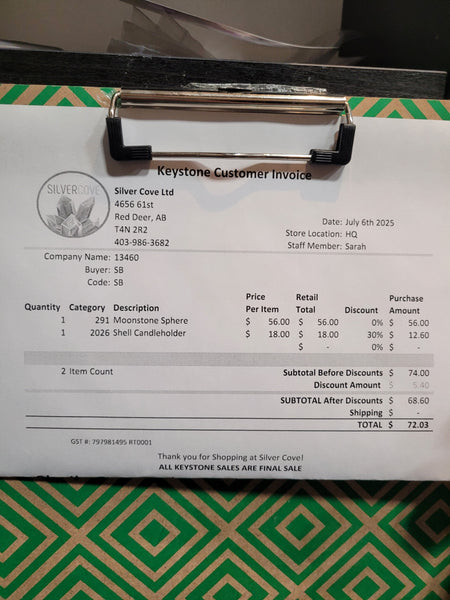 Keystone Customer Invoice
SILVERCOVE
Silver Cove Ltd
4656 61st
Red Deer, AB
T4N 2R2
403-986-3682
Date: July 6th 2025
Store Location: HQ
Staff Member: Sarah
Company Name: 13460
Buyer: SB
Code: SB
Quantity Category Description Price Per Item Retail Total Discount Purchase Amount
1 291 Moonstone Sphere $ 56.00 $ 56.00 0% $ 56.00
1 2026 Shell Candleholder $ 18.00 $ 18.00 30% $ 12.60
$ - 0% $ -
2 Item Count Subtotal Before Discounts $ 74.00
Discount Amount $ 5.40
SUBTOTAL After Discounts $ 68.60
Shipping $ -
TOTAL $ 72.03
GST #: 797981495 RT0001
Thank you for Shopping at Silver Cove!
ALL KEYSTONE SALES ARE FINAL SALE